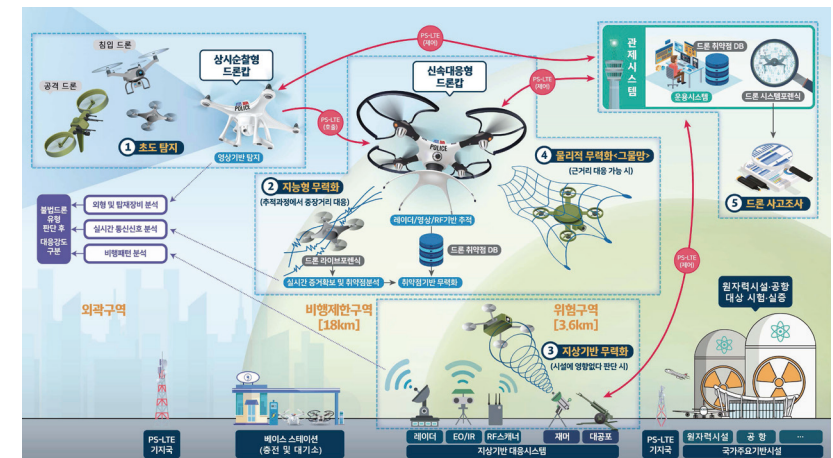 침입 드론
공격 드론
상시순찰형
드론캅
POLICE
1 초도 탐지
영상기반 탐지
PS-LTE
(제어)
PS-LTE
(호출)
신속대응형
드론캅
POLICE
PS-LTE
(제어)
PS-LTE
(제어)
관제시스템
드론 취약점 DB
운용시스템
드론 시스템포렌식
5 드론 사고조사
PS-LTE
(제어)
2 지능형 무력화
(추적과정에서 중장거리 대응)
드론 라이브포렌식
실시간 증거확보 및 취약점분석
레이더/영상/RF기반 추적
드론 취약점 DB
취약점기반 무력화
4 물리적 무력화<그물망>
(근거리 대응 가능 시)
불법드론
유형
판단 후
대응강도
구분
외형 및 탑재장비 분석
실시간 통신신호 분석
비행패턴 분석
외곽구역
비행제한구역
[18km]
위험구역
[3.6km]
3 지상기반 무력화
(시설에 영향없다 판단 시)
원자력시설·공항
대상 시험·실증
PS-LTE
기지국
베이스 스테이션
(충전 및 대기소)
레이더
EO/IR
RF스캐너
재머
대공포
지상기반 대응시스템
PS-LTE
기지국
원자력시설
공 항
...
국가주요기반시설